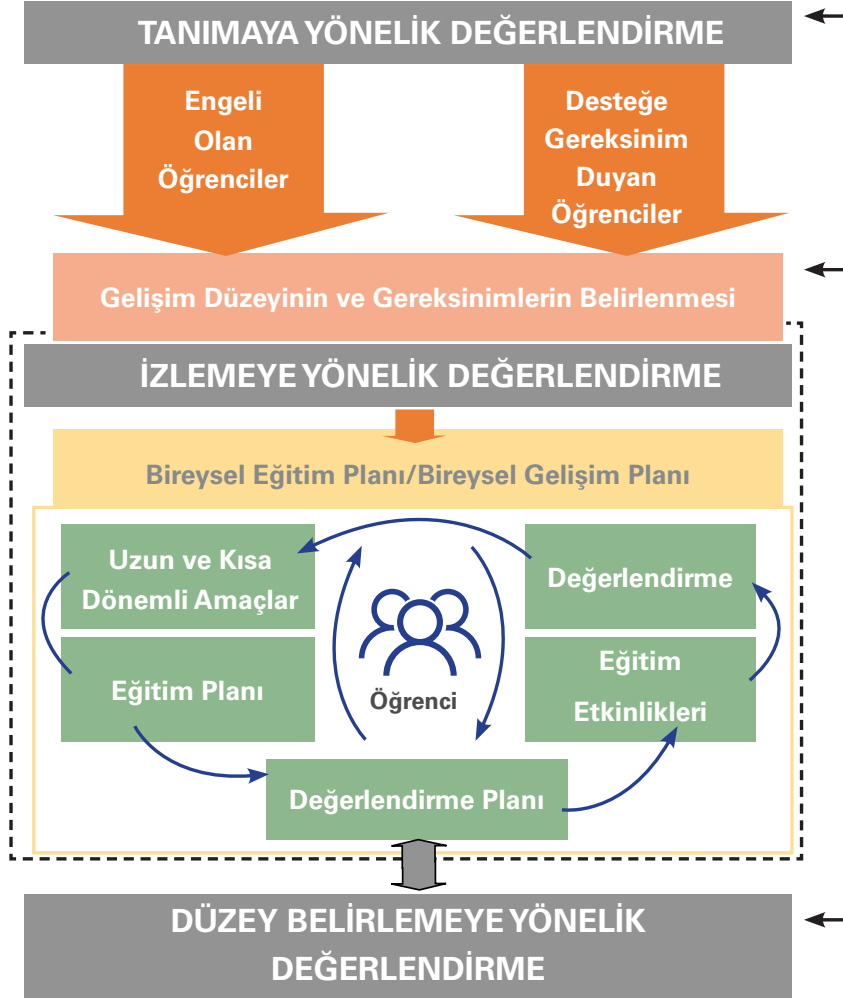 TANIMAYA YÖNELİK DEĞERLENDİRME
Engeli
Olan
Öğrenciler
Desteğe
Gereksinim
Duyan
Öğrenciler
Gelişim Düzeyinin ve Gereksinimlerin Belirlenmesi
İZLEMEYE YÖNELİK DEĞERLENDİRME
Bireysel Eğitim Planı/Bireysel Gelişim Planı
Uzun ve Kısa
Dönemli Amaçlar
Değerlendirme
Eğitim Planı
Öğrenci
Eğitim
Etkinlikleri
Değerlendirme Planı
DÜZEY BELİRLEMEYE YÖNELİK
DEĞERLENDİRME